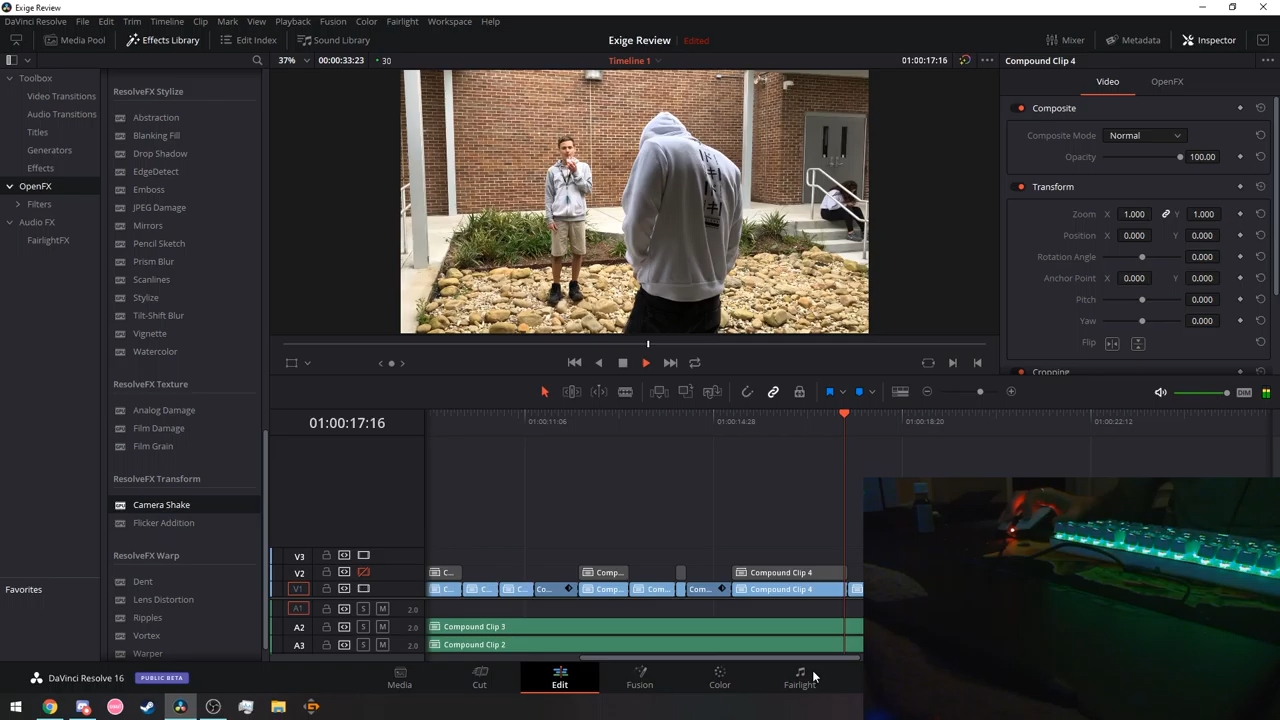 Exige Review
DaVinci Resolve File Edit Trim Timeline Clip Mark View Playback Fusion Color Fairlight Workspace Help
Media Pool Effects Library Edit Index Sound Library Exige Review Edited Mixer Metadata Inspector
37% 00:00:33:23 30 Timeline 1 01:00:17:16 Compound Clip 4
Toolbox
Video Transitions
Audio Transitions
Titles
Generators
Effects
OpenFX
Filters
Audio FX
FairlightFX
Favorites
ResolveFX Stylize
Abstraction
Blanking Fill
Drop Shadow
EdgeDetect
Emboss
JPEG Damage
Mirrors
Pencil Sketch
Prism Blur
Scanlines
Stylize
Tilt-Shift Blur
Vignette
Watercolor
ResolveFX Texture
Analog Damage
Film Damage
Film Grain
ResolveFX Transform
Camera Shake
Flicker Addition
ResolveFX Warp
Dent
Lens Distortion
Ripples
Vortex
Warper
Video OpenFX
Composite
Composite Mode Normal
Opacity 100.00
Transform
Zoom X 1.000 Y 1.000
Position X 0.000 Y 0.000
Rotation Angle 0.000
Anchor Point X 0.000 Y 0.000
Pitch 0.000
Yaw 0.000
Flip
Cropping
DIM
01:00:17:16 01:00:11:06 01:00:14:28 01:00:18:20 01:00:22:12
V3
V2 C... Comp... Compound Clip 4
V1 C... C... C... Co... Comp... Com... Com... Compound Clip 4
A1 S M 2.0
A2 S M 2.0 Compound Clip 3
A3 S M 2.0 Compound Clip 2
DaVinci Resolve 16 PUBLIC BETA Media Cut Edit Fusion Color Fairlight